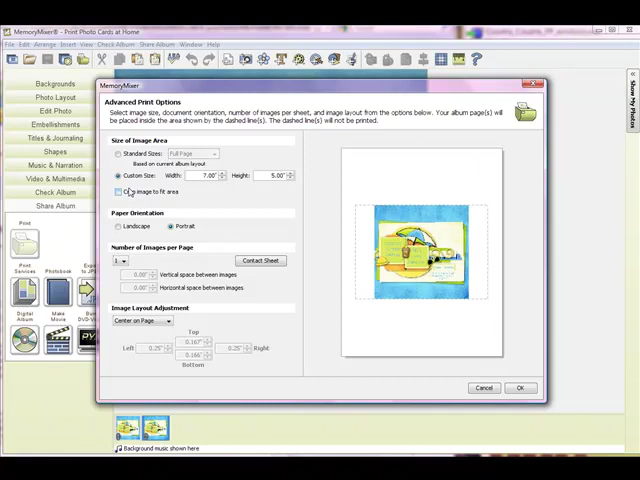 MemoryMixer® - Print Photo Cards at Home
File Edit Arrange Insert View Check Album Share Album Window Help
Backgrounds
Photo Layout
Edit Photo
Embellishments
Titles & Journaling
Shapes
Music & Narration
Video & Multimedia
Check Album
Share Album
Print
Print Services
Photobook
Digital Album
Make Movie
MemoryMixer
Advanced Print Options
Select image size, document orientation, number of images per sheet, and image layout from the options below. Your album page(s) will
be placed inside the area shown by the dashed line(s). The dashed line(s) will not be printed.
Size of Image Area
Standard Sizes: Full Page
Based on current album layout
Custom Size: Width: 7.00" Height: 5.00"
image to fit area
Paper Orientation
Landscape Portrait
Number of Images per Page
1 Contact Sheet
0.00" Vertical space between images
0.00" Horizontal space between images
Image Layout Adjustment
Center on Page
Top
0.167"
Left 0.25" 0.25" Right
0.166"
Bottom
Cancel OK
Show My Photos
Background music shown here